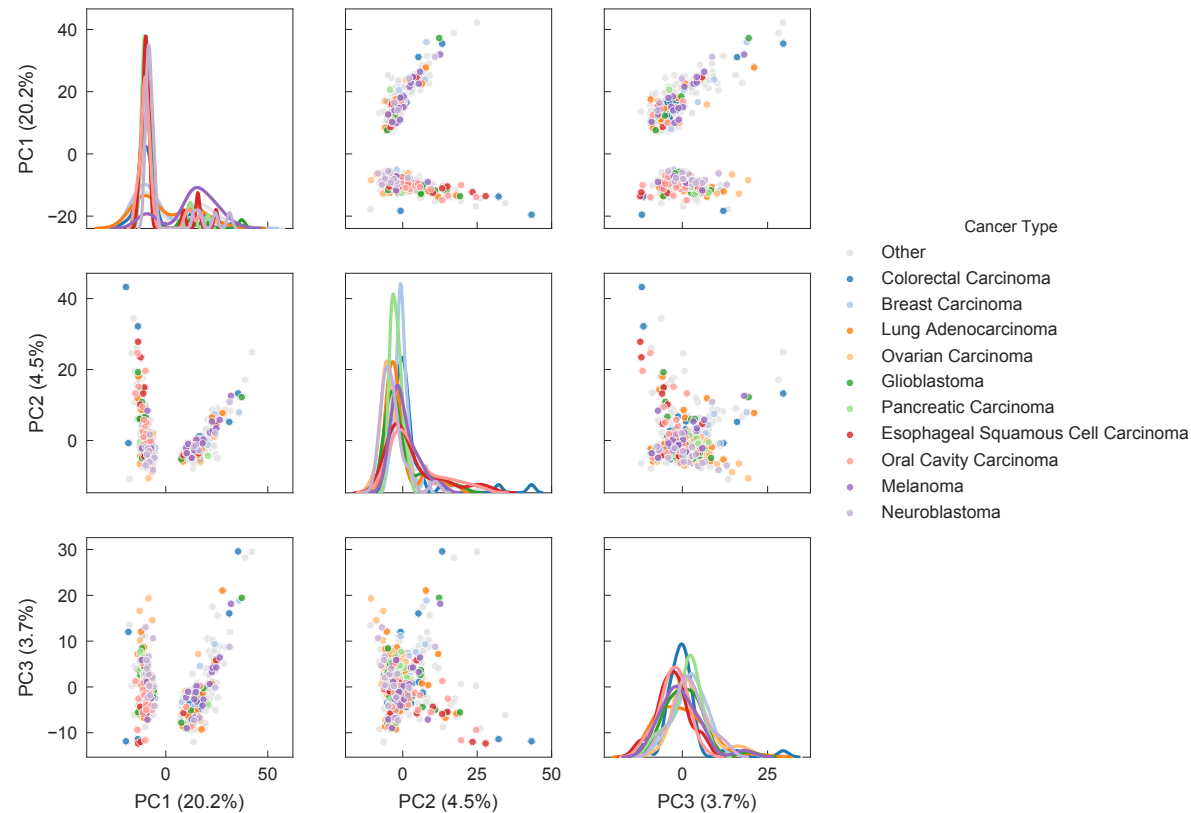 40
20
0
−20
PC1 (20.2%)
40
20
0
PC2 (4.5%)
30
20
10
0
−10
PC3 (3.7%)
0
50
PC1 (20.2%)
0
25
50
PC2 (4.5%)
0
25
PC3 (3.7%)
Cancer Type
Other
Colorectal Carcinoma
Breast Carcinoma
Lung Adenocarcinoma
Ovarian Carcinoma
Glioblastoma
Pancreatic Carcinoma
Esophageal Squamous Cell Carcinoma
Oral Cavity Carcinoma
Melanoma
Neuroblastoma